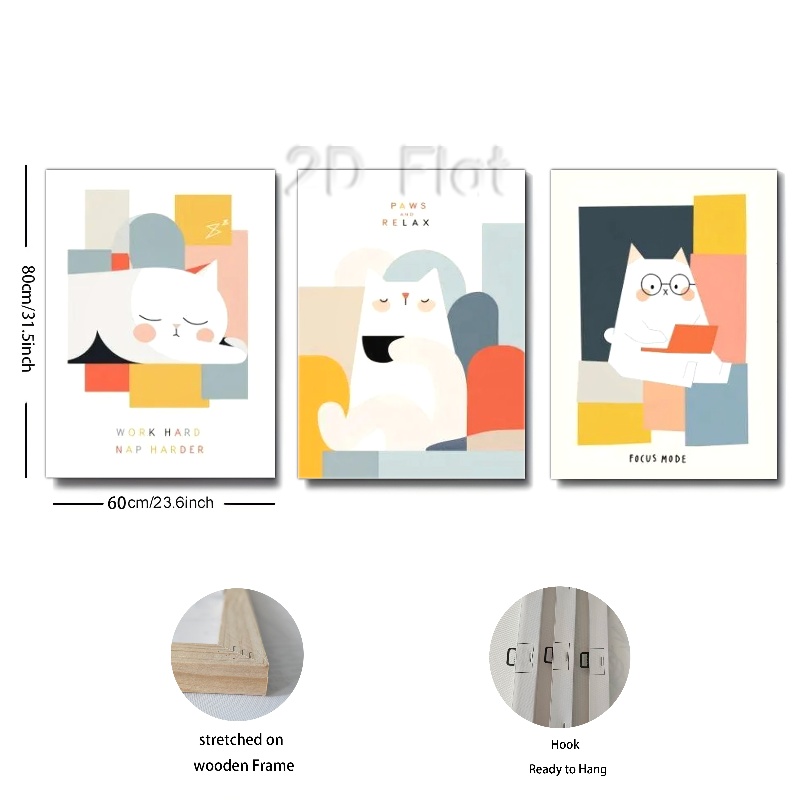 2D Flat
PAWS
AND
RELAX
zz
WORK HARD
NAP HARDER
FOCUS MODE
80cm/31.5inch
60cm/23.6inch
stretched on
wooden Frame
Hook
Ready to Hang